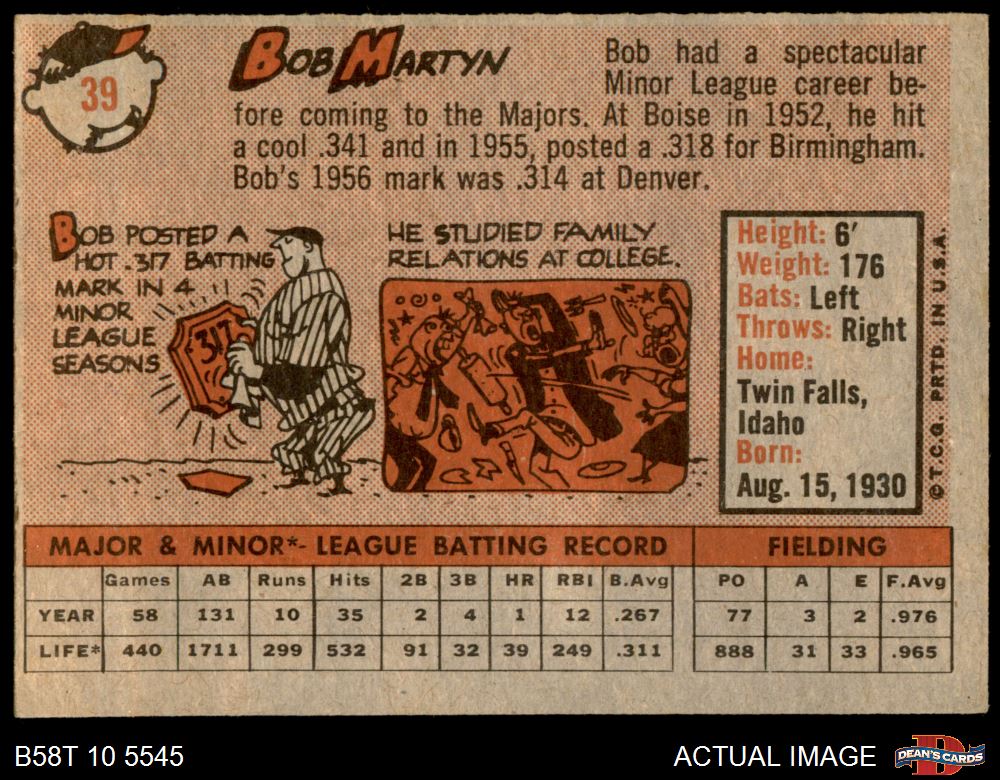 39
BOB MARTYN
Bob had a spectacular
Minor League career be-
fore coming to the Majors. At Boise in 1952, he hit
a cool .341 and in 1955, posted a .318 for Birmingham.
Bob's 1956 mark was .314 at Denver.
BOB POSTED A
HOT .317 BATTING
MARK IN 4
MINOR
LEAGUE
SEASONS
.317
HE STUDIED FAMILY
RELATIONS AT COLLEGE.
Height: 6'
Weight: 176
Bats: Left
Throws: Right
Home:
Twin Falls,
Idaho
Born:
Aug. 15, 1930
© T.C.G. PRTD. IN U.S.A.
MAJOR & MINOR*- LEAGUE BATTING RECORD FIELDING
Games AB Runs Hits 2B 3B HR RBI B.Avg PO A E F.Avg
YEAR 58 131 10 35 2 4 1 12 .267 77 3 2 .976
LIFE* 440 1711 299 532 91 32 39 249 .311 888 31 33 .965
B58T 10 5545
ACTUAL IMAGE
D
DEAN'S CARDS